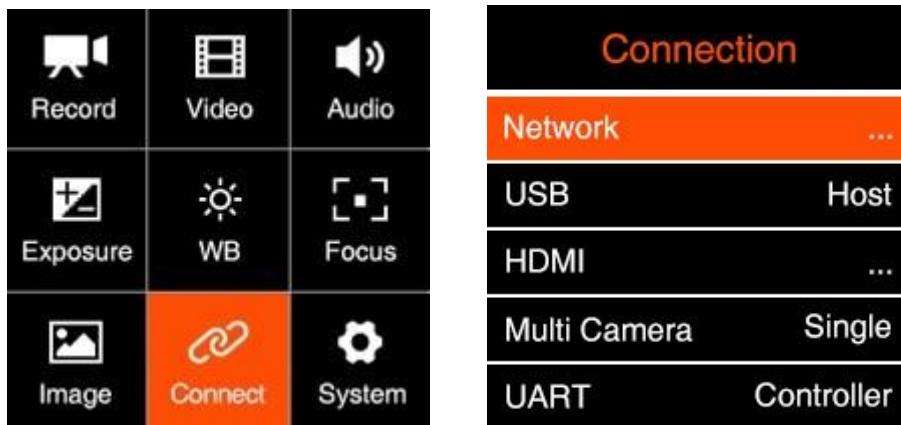 Record Video Audio
Exposure WB Focus
Image Connect System
Connection
Network ...
USB Host
HDMI ...
Multi Camera Single
UART Controller